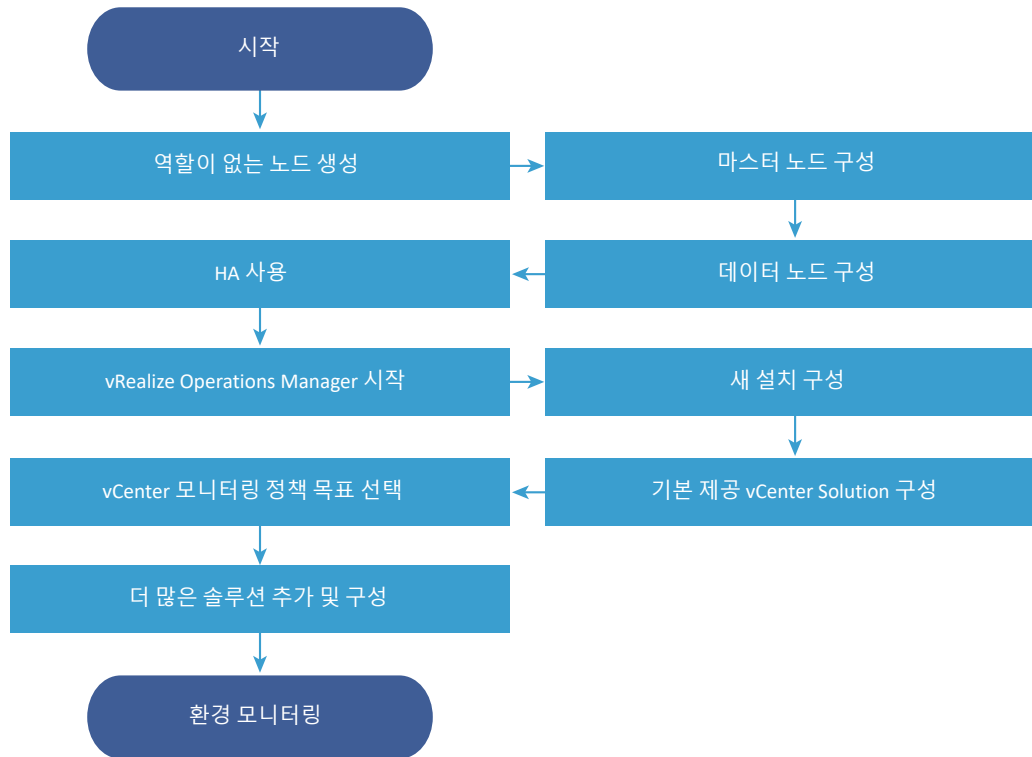 시작
역할이 없는 노드 생성
마스터 노드 구성
데이터 노드 구성
HA 사용
vRealize Operations Manager 시작
새 설치 구성
기본 제공 vCenter Solution 구성
vCenter 모니터링 정책 목표 선택
더 많은 솔루션 추가 및 구성
환경 모니터링